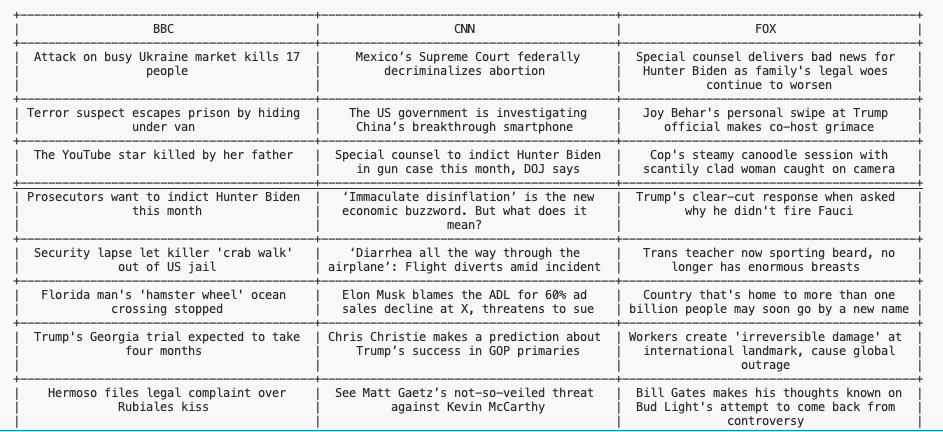 BBC CNN FOX
Attack on busy Ukraine market kills 17 Mexico’s Supreme Court federally Special counsel delivers bad news for
people decriminalizes abortion Hunter Biden as family's legal woes
continue to worsen
Terror suspect escapes prison by hiding The US government is investigating Joy Behar's personal swipe at Trump
under van China’s breakthrough smartphone official makes co-host grimace
The YouTube star killed by her father Special counsel to indict Hunter Biden Cop's steamy canoodle session with
in gun case this month, DOJ says scantily clad woman caught on camera
Prosecutors want to indict Hunter Biden ‘Immaculate disinflation’ is the new Trump's clear-cut response when asked
this month economic buzzword. But what does it why he didn't fire Fauci
mean?
Security lapse let killer 'crab walk' ‘Diarrhea all the way through the Trans teacher now sporting beard, no
out of US jail airplane’: Flight diverts amid incident longer has enormous breasts
Florida man's 'hamster wheel' ocean Elon Musk blames the ADL for 60% ad Country that's home to more than one
crossing stopped sales decline at X, threatens to sue billion people may soon go by a new name
Trump's Georgia trial expected to take Chris Christie makes a prediction about Workers create 'irreversible damage' at
four months Trump’s success in GOP primaries international landmark, cause global
outrage
Hermoso files legal complaint over See Matt Gaetz’s not-so-veiled threat Bill Gates makes his thoughts known on
Rubiales kiss against Kevin McCarthy Bud Light's attempt to come back from
controversy